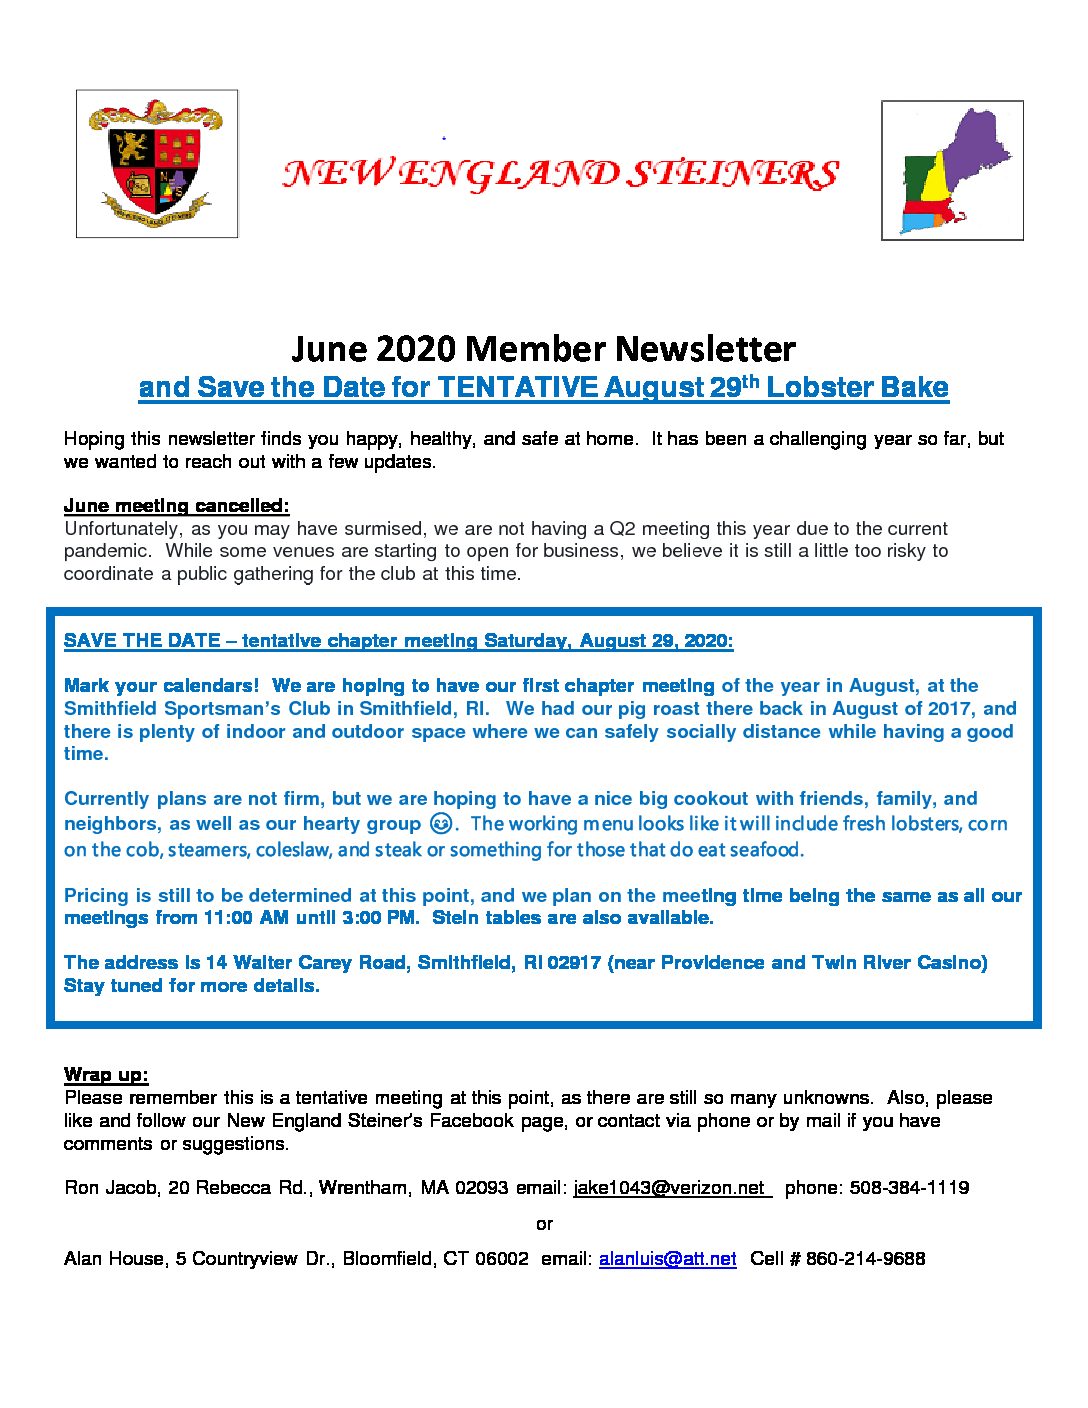 NEW ENGLAND STEINERS
June 2020 Member Newsletter
and Save the Date for TENTATIVE August 29th Lobster Bake
Hoping this newsletter finds you happy, healthy, and safe at home.  It has been a challenging year so far, but
we wanted to reach out with a few updates.
June meeting cancelled:
Unfortunately, as you may have surmised, we are not having a Q2 meeting this year due to the current
pandemic.  While some venues are starting to open for business, we believe it is still a little too risky to
coordinate a public gathering for the club at this time.
SAVE THE DATE – tentative chapter meeting Saturday, August 29, 2020:
Mark your calendars!  We are hoping to have our first chapter meeting of the year in August, at the
Smithfield Sportsman's Club in Smithfield, RI.   We had our pig roast there back in August of 2017, and
there is plenty of indoor and outdoor space where we can safely socially distance while having a good
time.
Currently plans are not firm, but we are hoping to have a nice big cookout with friends, family, and
neighbors, as well as our hearty group 😊.  The working menu looks like it will include fresh lobsters, corn
on the cob, steamers, coleslaw, and steak or something for those that do eat seafood.
Pricing is still to be determined at this point, and we plan on the meeting time being the same as all our
meetings from 11:00 AM until 3:00 PM.  Stein tables are also available.
The address is 14 Walter Carey Road, Smithfield, RI 02917 (near Providence and Twin River Casino)
Stay tuned for more details.
Wrap up:
Please remember this is a tentative meeting at this point, as there are still so many unknowns.  Also, please
like and follow our New England Steiner's Facebook page, or contact via phone or by mail if you have
comments or suggestions.
Ron Jacob, 20 Rebecca Rd., Wrentham, MA 02093 email: jake1043@verizon.net   phone: 508-384-1119
or
Alan House, 5 Countryview Dr., Bloomfield, CT 06002  email: alanluis@att.net  Cell # 860-214-9688